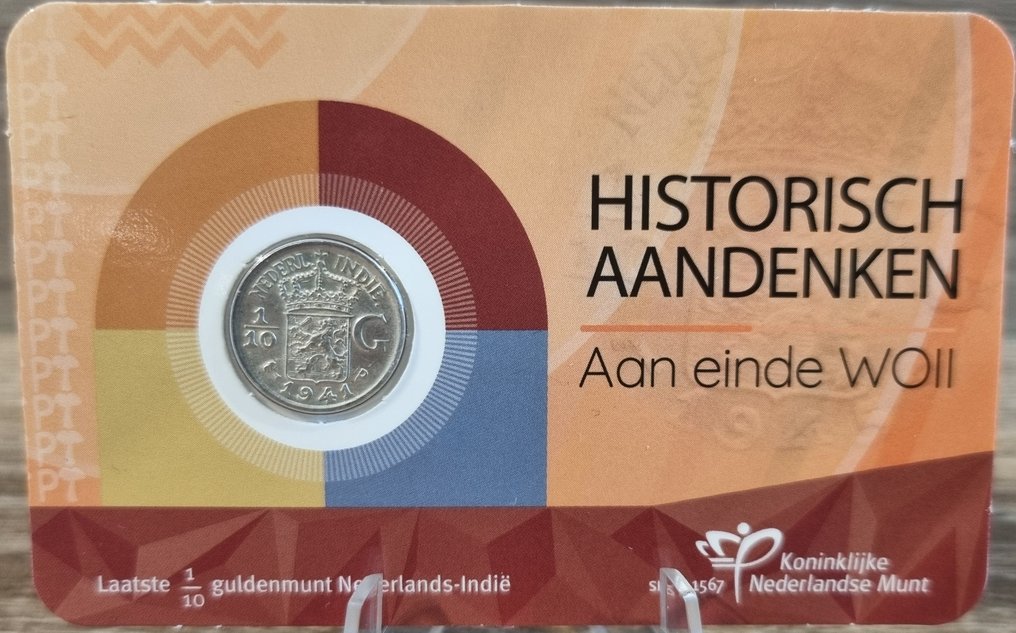 HISTORISCH
AANDENKEN
Aan einde WOII
NEDERL INDIE
1/10 G
1941 P
Laatste 1/10 guldenmunt Nederlands-Indië
1567
Koninklijke
Nederlandse Munt